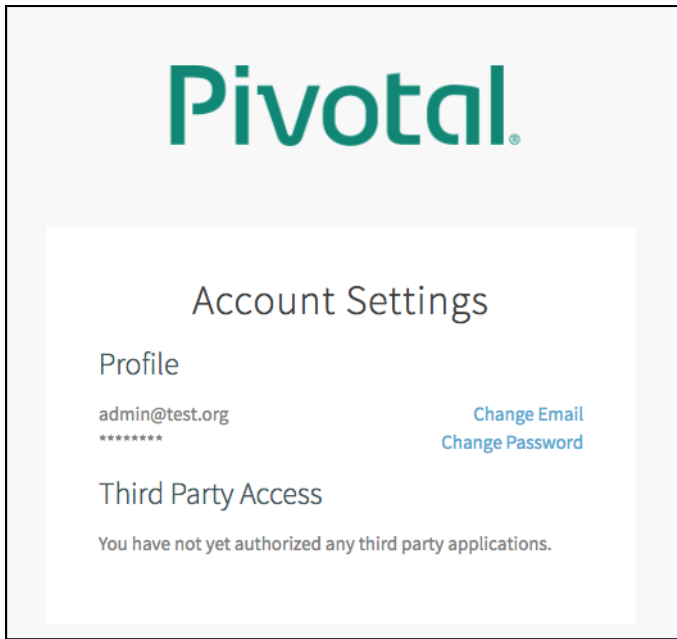 Pivotal®
Account Settings
Profile
admin@test.org
Change Email
********
Change Password
Third Party Access
You have not yet authorized any third party applications.